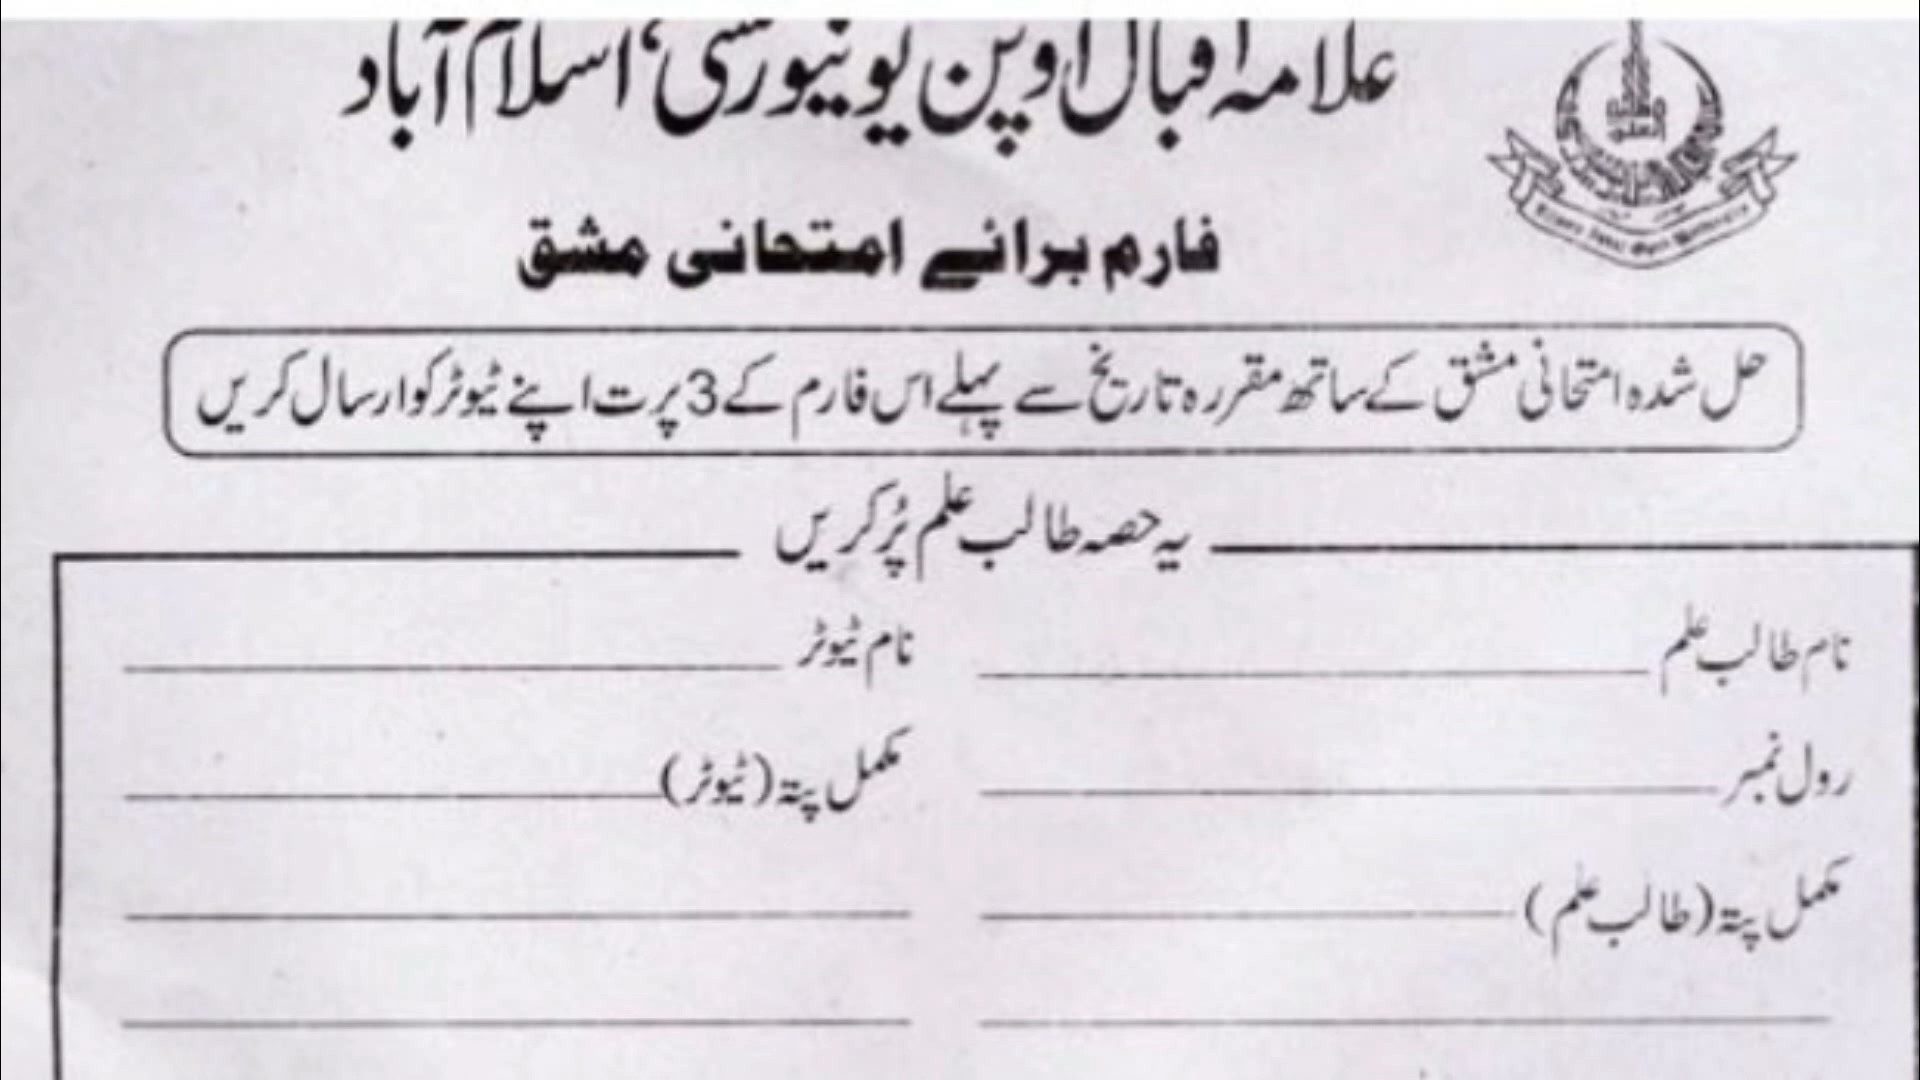 علامہ اقبال اوپن یونیورسٹی، اسلام آباد
فارم برائے امتحانی مشق
حل شدہ امتحانی مشق کے ساتھ مقررہ تاریخ سے پہلے اس فارم کے 3 پرت اپنے ٹیوٹر کو ارسال کریں
یہ حصہ طالب علم پُر کریں
نام طالب علم
نام ٹیوٹر
رول نمبر
مکمل پتہ (ٹیوٹر)
مکمل پتہ (طالب علم)